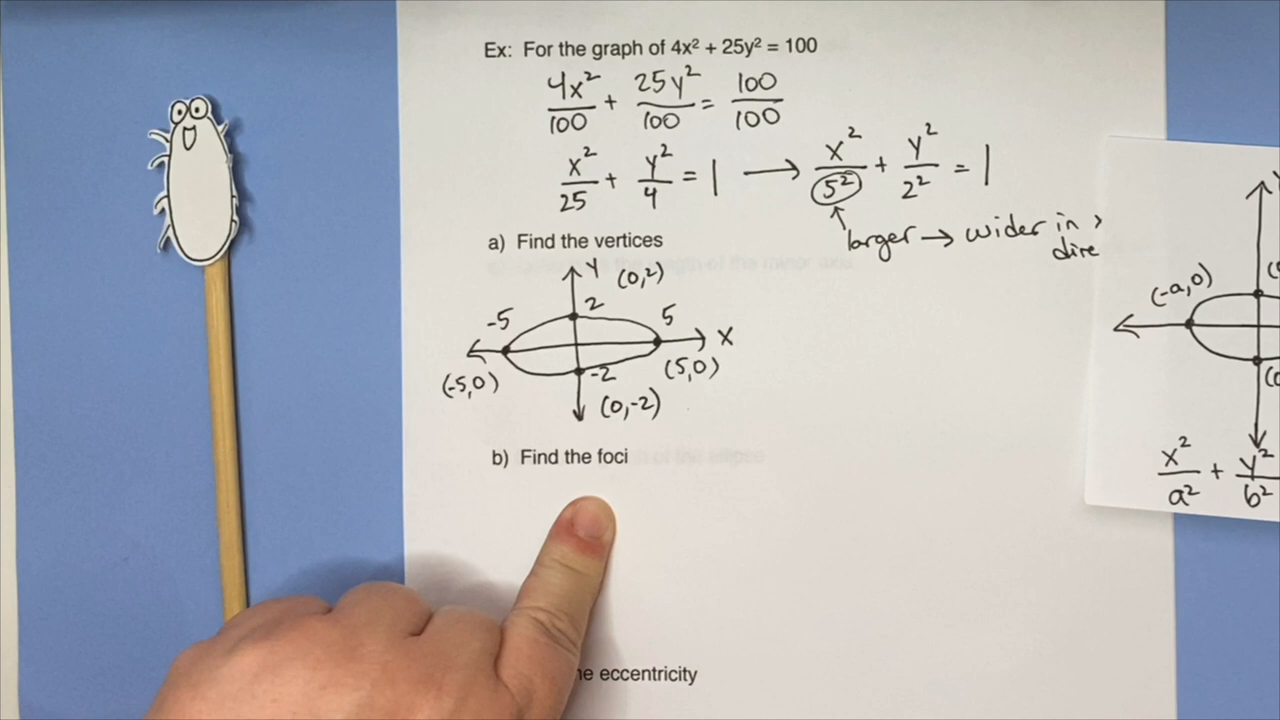 Ex: For the graph of 4x² + 25y² = 100
4x²/100 + 25y²/100 = 100/100
x²/25 + y²/4 = 1 → x²/5² + y²/2² = 1
larger → wider in
a) Find the vertices
Y (0,2)
2
-5 5
X
(-5,0) -2 (5,0)
(0,-2)
b) Find the foci
eccentricity
Y
(-a,0)
x²/a² + y²/b²